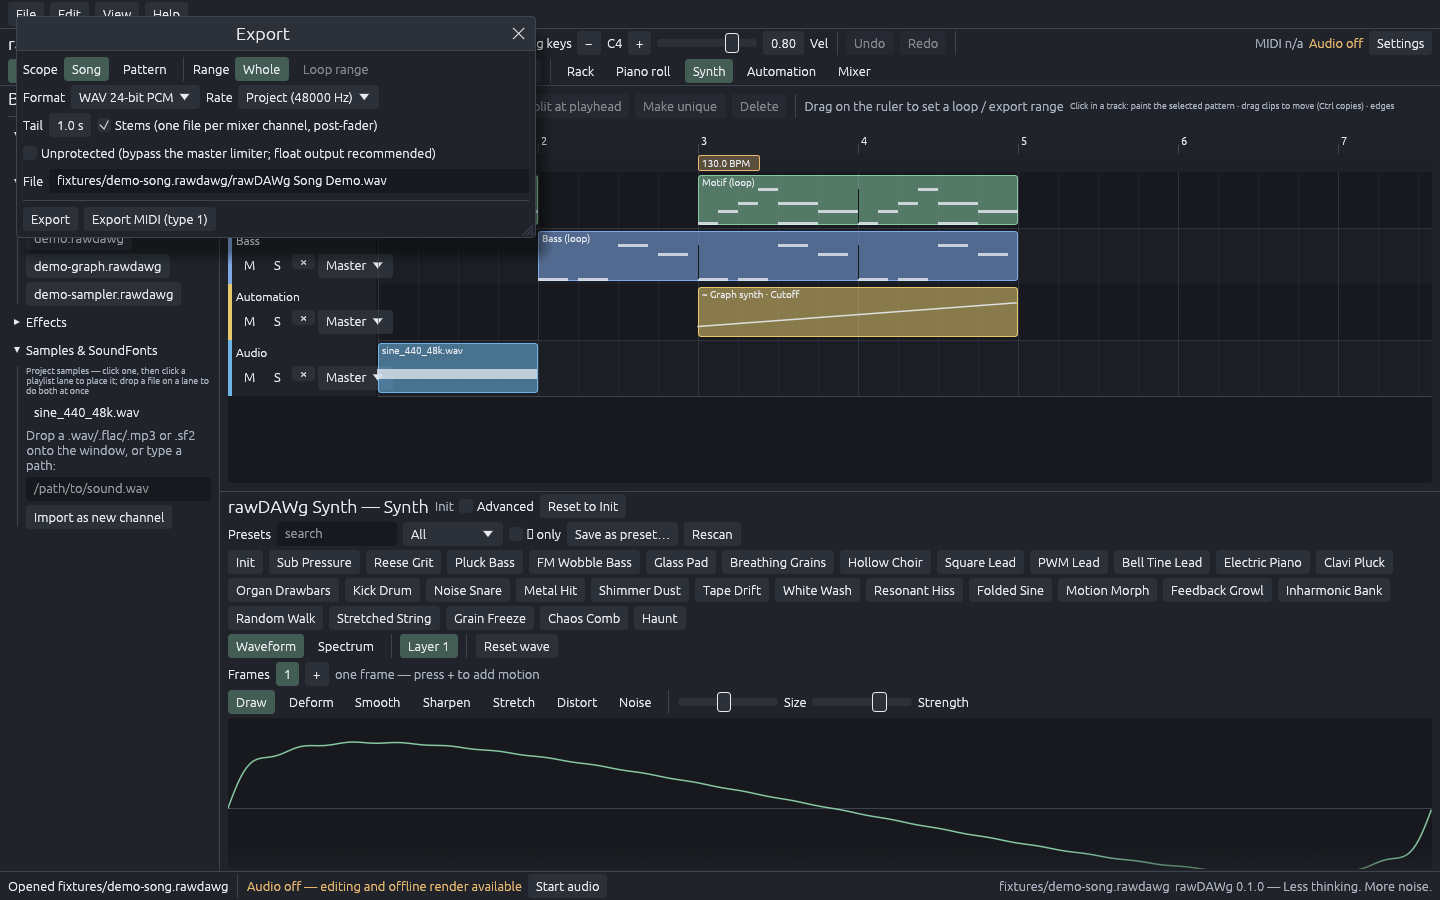 File Edit View Help
Export
g keys − C4 + 0.80 Vel Undo Redo MIDI n/a Audio off Settings
Scope Song Pattern Range Whole Loop range
Rack Piano roll Synth Automation Mixer
Format WAV 24-bit PCM Rate Project (48000 Hz)
lit at playhead Make unique Delete Drag on the ruler to set a loop / export range Click in a track: paint the selected pattern · drag clips to move (Ctrl copies) · edges
Tail 1.0 s Stems (one file per mixer channel, post-fader)
2 3 4 5 6 7
Unprotected (bypass the master limiter; float output recommended)
130.0 BPM
File fixtures/demo-song.rawdawg/rawDAWg Song Demo.wav
Motif (loop)
Export Export MIDI (type 1)
demo.rawdawg
Bass
Bass (loop)
demo-graph.rawdawg
M S × Master
demo-sampler.rawdawg
Automation
~ Graph synth · Cutoff
M S × Master
Effects
Samples & SoundFonts
Audio
sine_440_48k.wav
M S × Master
Project samples — click one, then click a
playlist lane to place it; drop a file on a lane to
do both at once
sine_440_48k.wav
Drop a .wav/.flac/.mp3 or .sf2
onto the window, or type a
path:
/path/to/sound.wav
Import as new channel
rawDAWg Synth — Synth Init Advanced Reset to Init
Presets search All only Save as preset… Rescan
Init Sub Pressure Reese Grit Pluck Bass FM Wobble Bass Glass Pad Breathing Grains Hollow Choir Square Lead PWM Lead Bell Tine Lead Electric Piano Clavi Pluck
Organ Drawbars Kick Drum Noise Snare Metal Hit Shimmer Dust Tape Drift White Wash Resonant Hiss Folded Sine Motion Morph Feedback Growl Inharmonic Bank
Random Walk Stretched String Grain Freeze Chaos Comb Haunt
Waveform Spectrum Layer 1 Reset wave
Frames 1 + one frame — press + to add motion
Draw Deform Smooth Sharpen Stretch Distort Noise Size Strength
Opened fixtures/demo-song.rawdawg Audio off — editing and offline render available Start audio fixtures/demo-song.rawdawg rawDAWg 0.1.0 — Less thinking. More noise.